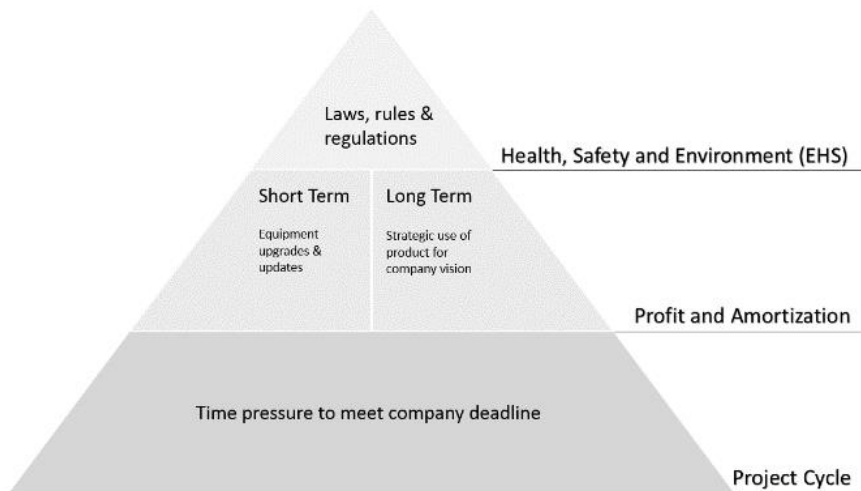 Laws, rules &
regulations
Health, Safety and Environment (EHS)
Short Term
Equipment
upgrades &
updates
Long Term
Strategic use of
product for
company vision
Profit and Amortization
Time pressure to meet company deadline
Project Cycle